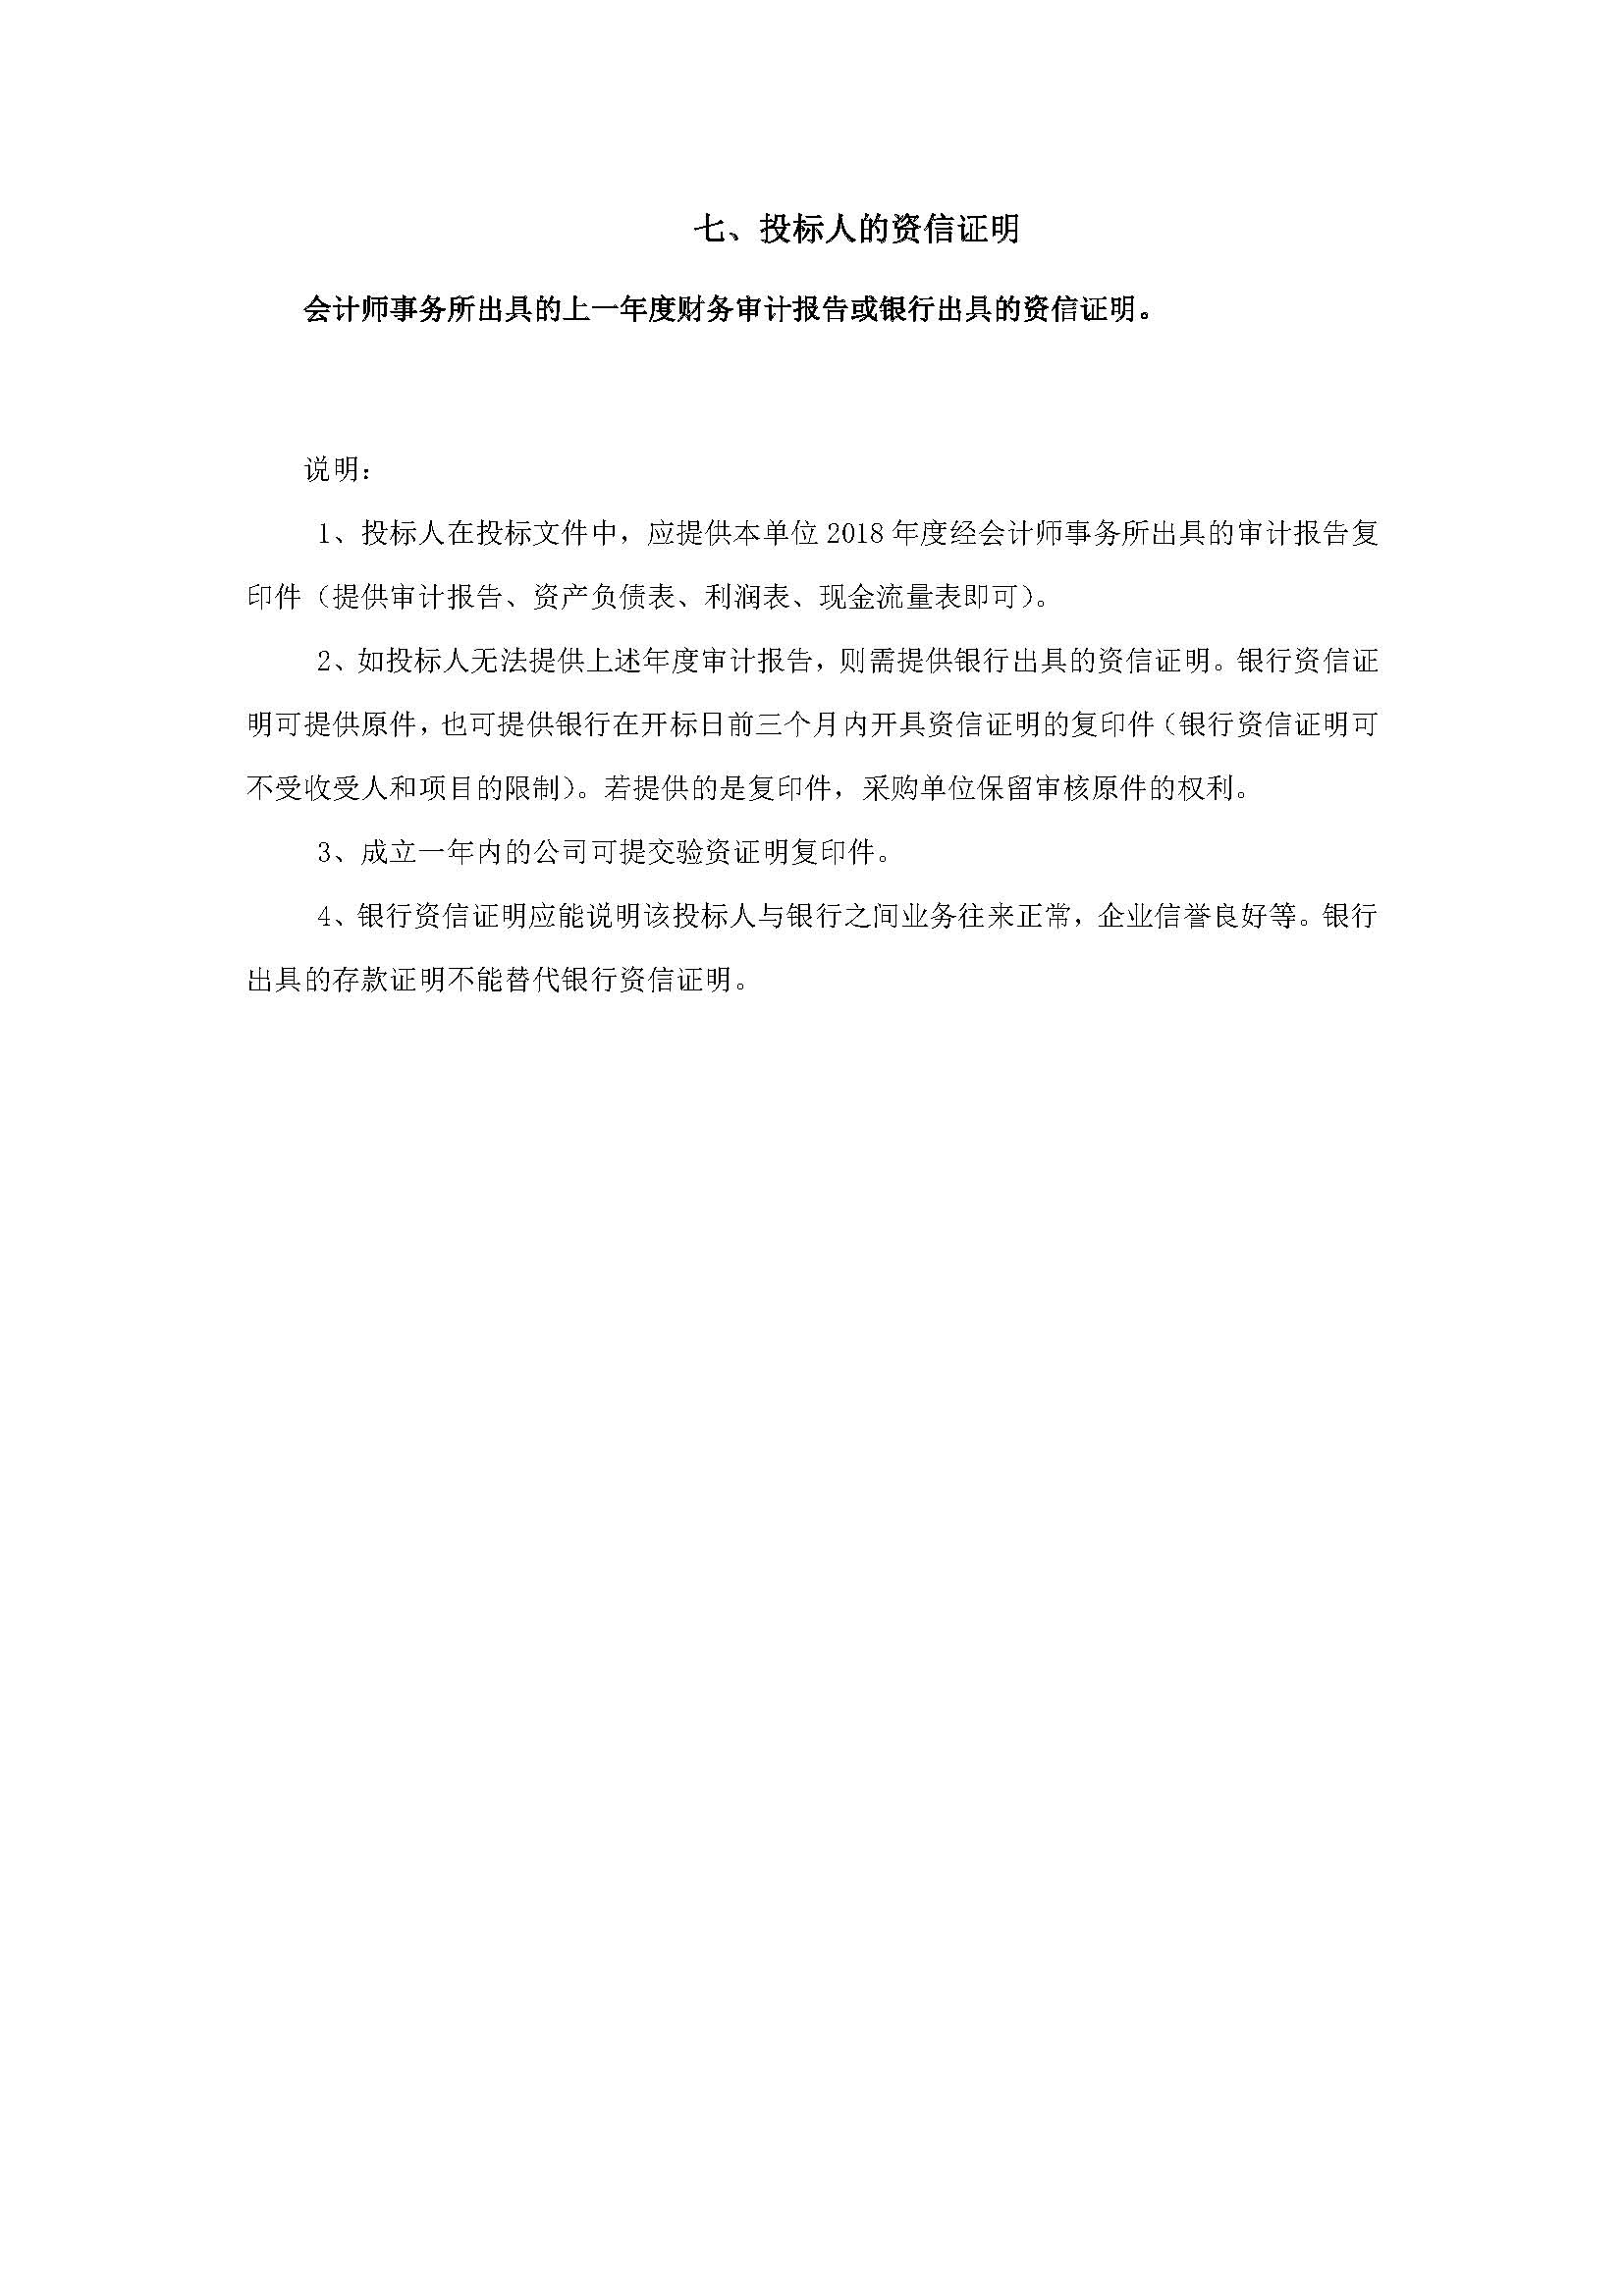 七、投标人的资信证明
会计师事务所出具的上一年度财务审计报告或银行出具的资信证明。
说明：
1、投标人在投标文件中，应提供本单位 2018 年度经会计师事务所出具的审计报告复
印件（提供审计报告、资产负债表、利润表、现金流量表即可）。
2、如投标人无法提供上述年度审计报告，则需提供银行出具的资信证明。银行资信证
明可提供原件，也可提供银行在开标日前三个月内开具资信证明的复印件（银行资信证明可
不受收受人和项目的限制）。若提供的是复印件，采购单位保留审核原件的权利。
3、成立一年内的公司可提交验资证明复印件。
4、银行资信证明应能说明该投标人与银行之间业务往来正常，企业信誉良好等。银行
出具的存款证明不能替代银行资信证明。